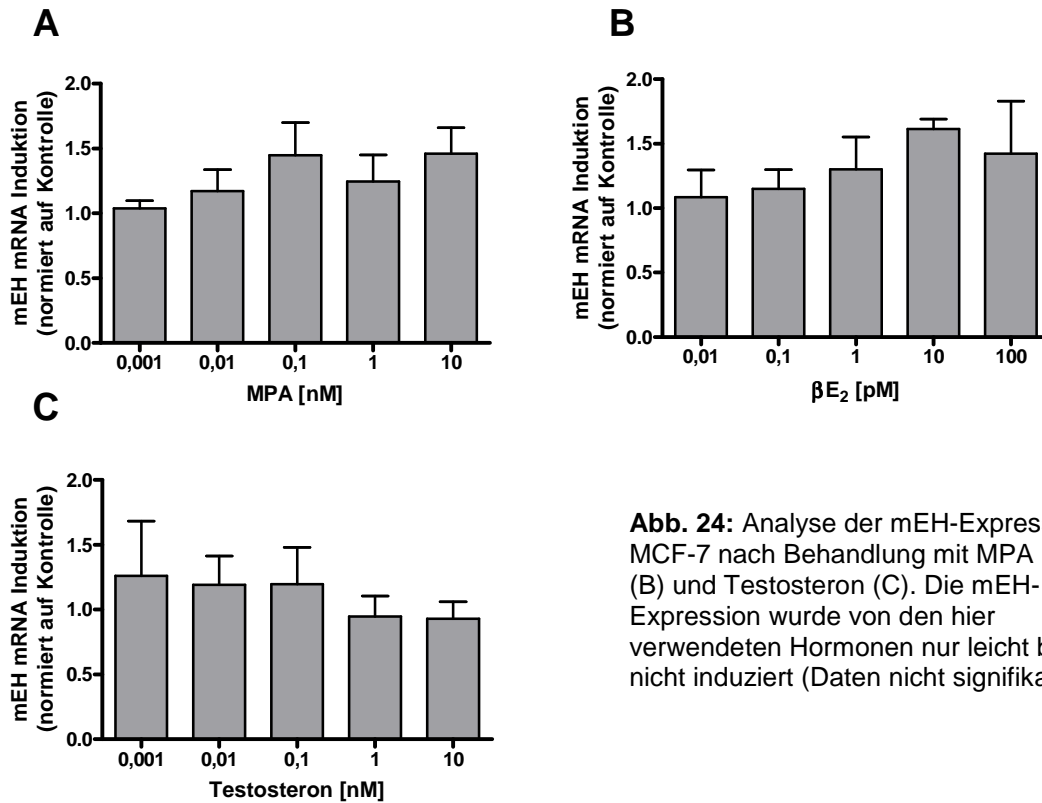 A
mEH mRNA Induktion
(normiert auf Kontrolle)
2.0
1.5
1.0
0.5
0.0
0,001 0,01 0,1 1 10
MPA [nM]
B
mEH mRNA Induktion
(normiert auf Kontrolle)
2.0
1.5
1.0
0.5
0.0
0,01 0,1 1 10 100
βE₂ [pM]
C
mEH mRNA Induktion
(normiert auf Kontrolle)
2.0
1.5
1.0
0.5
0.0
0,001 0,01 0,1 1 10
Testosteron [nM]
Abb. 24: Analyse der mEH-Expres
MCF-7 nach Behandlung mit MPA
(B) und Testosteron (C). Die mEH-
Expression wurde von den hier
verwendeten Hormonen nur leicht
nicht induziert (Daten nicht signifika